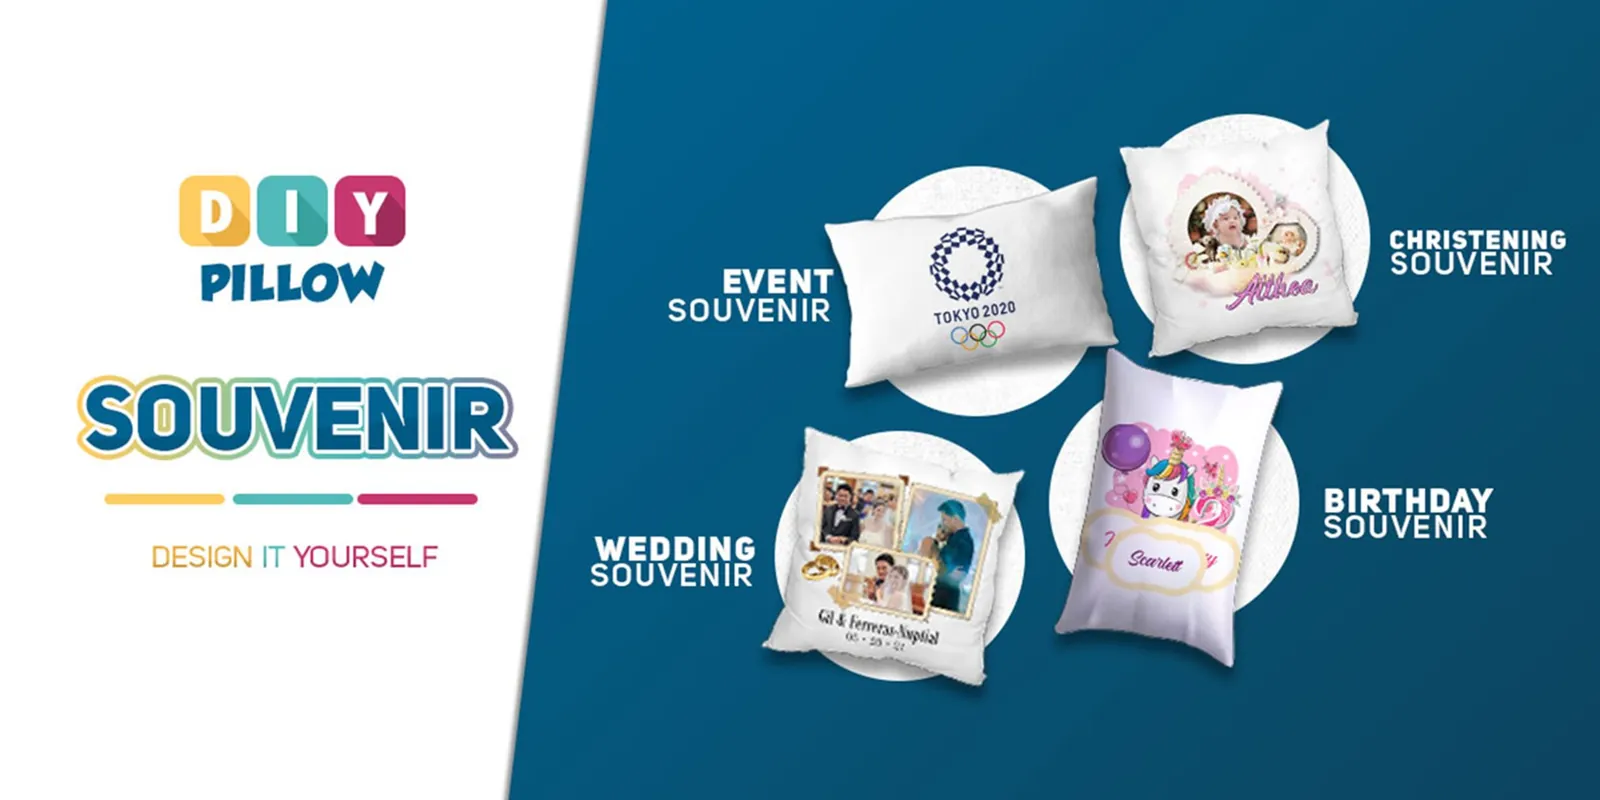 DIY
PILLOW
SOUVENIR
DESIGN IT YOURSELF
EVENT
SOUVENIR
TOKYO 2020
CHRISTENING
SOUVENIR
Althea
WEDDING
SOUVENIR
Gil & Ferreras-Nuptial
BIRTHDAY
SOUVENIR
Scarlett